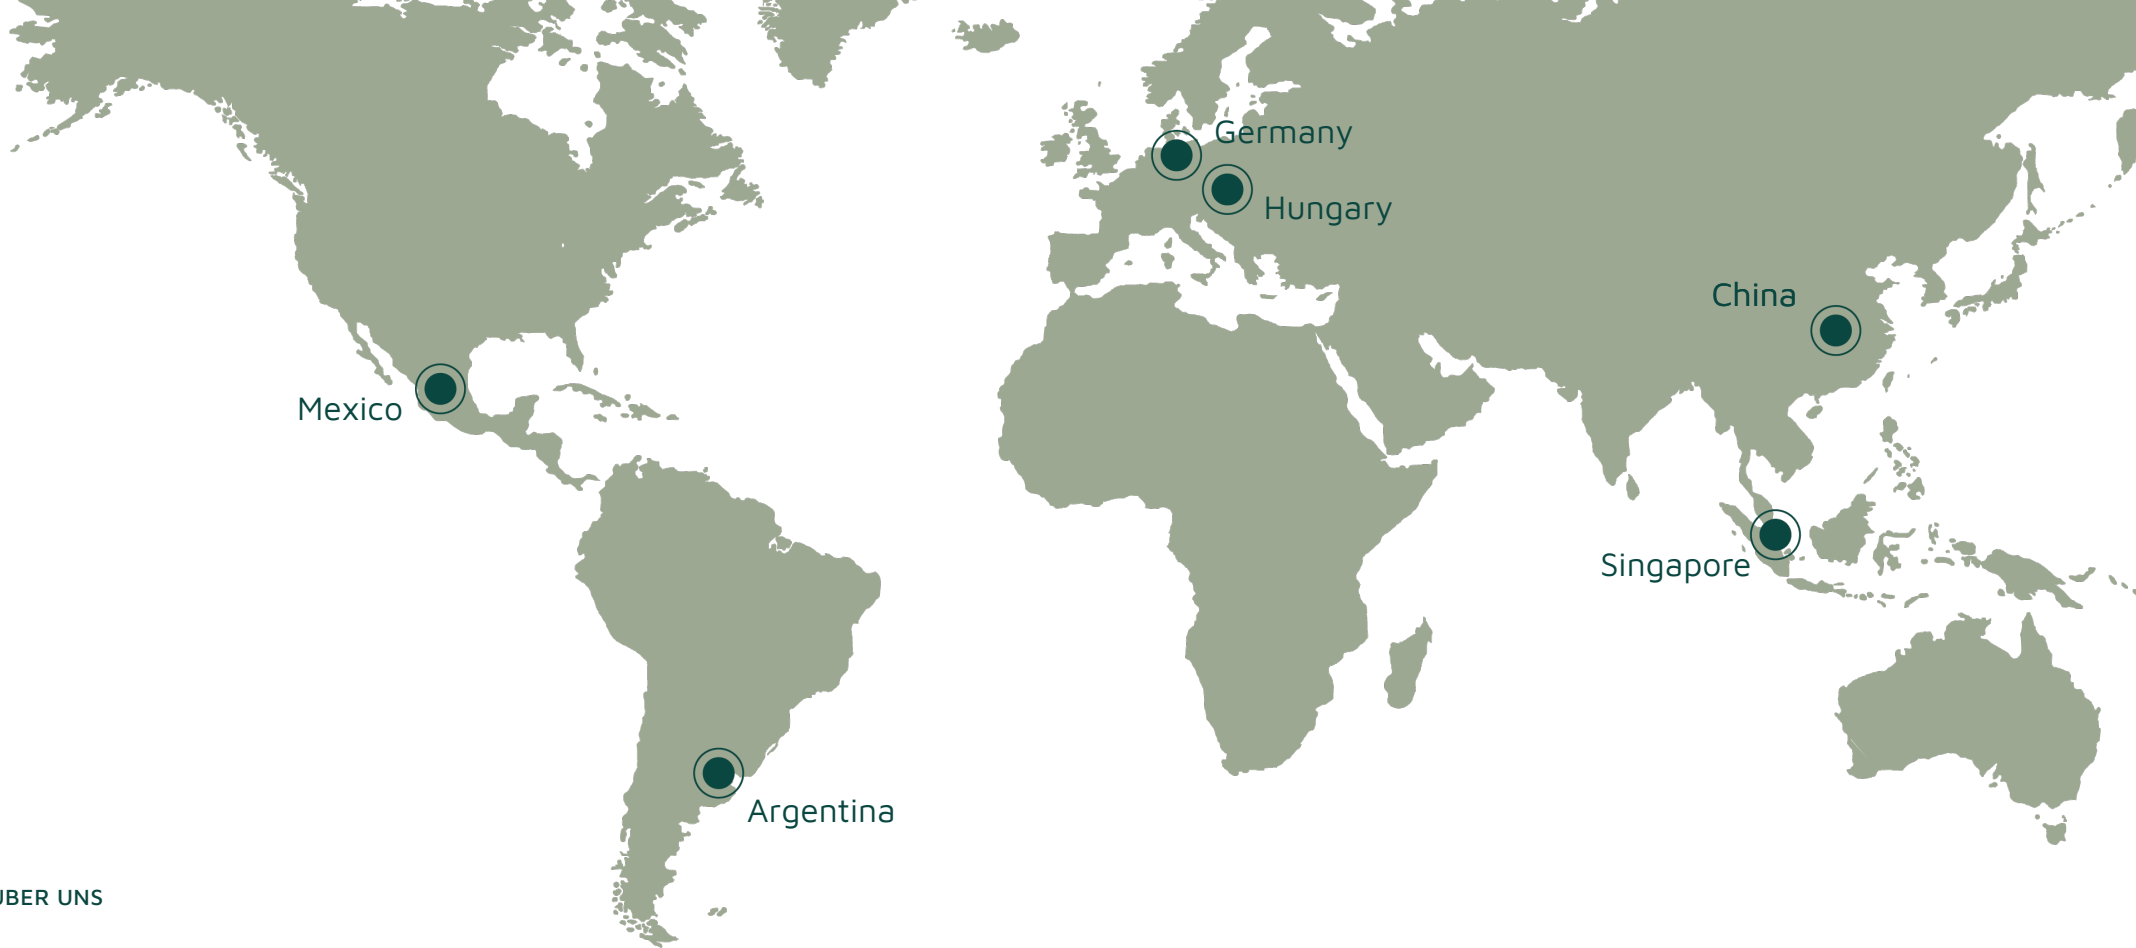 Germany
Hungary
China
Mexico
Singapore
Argentina
ÜBER UNS